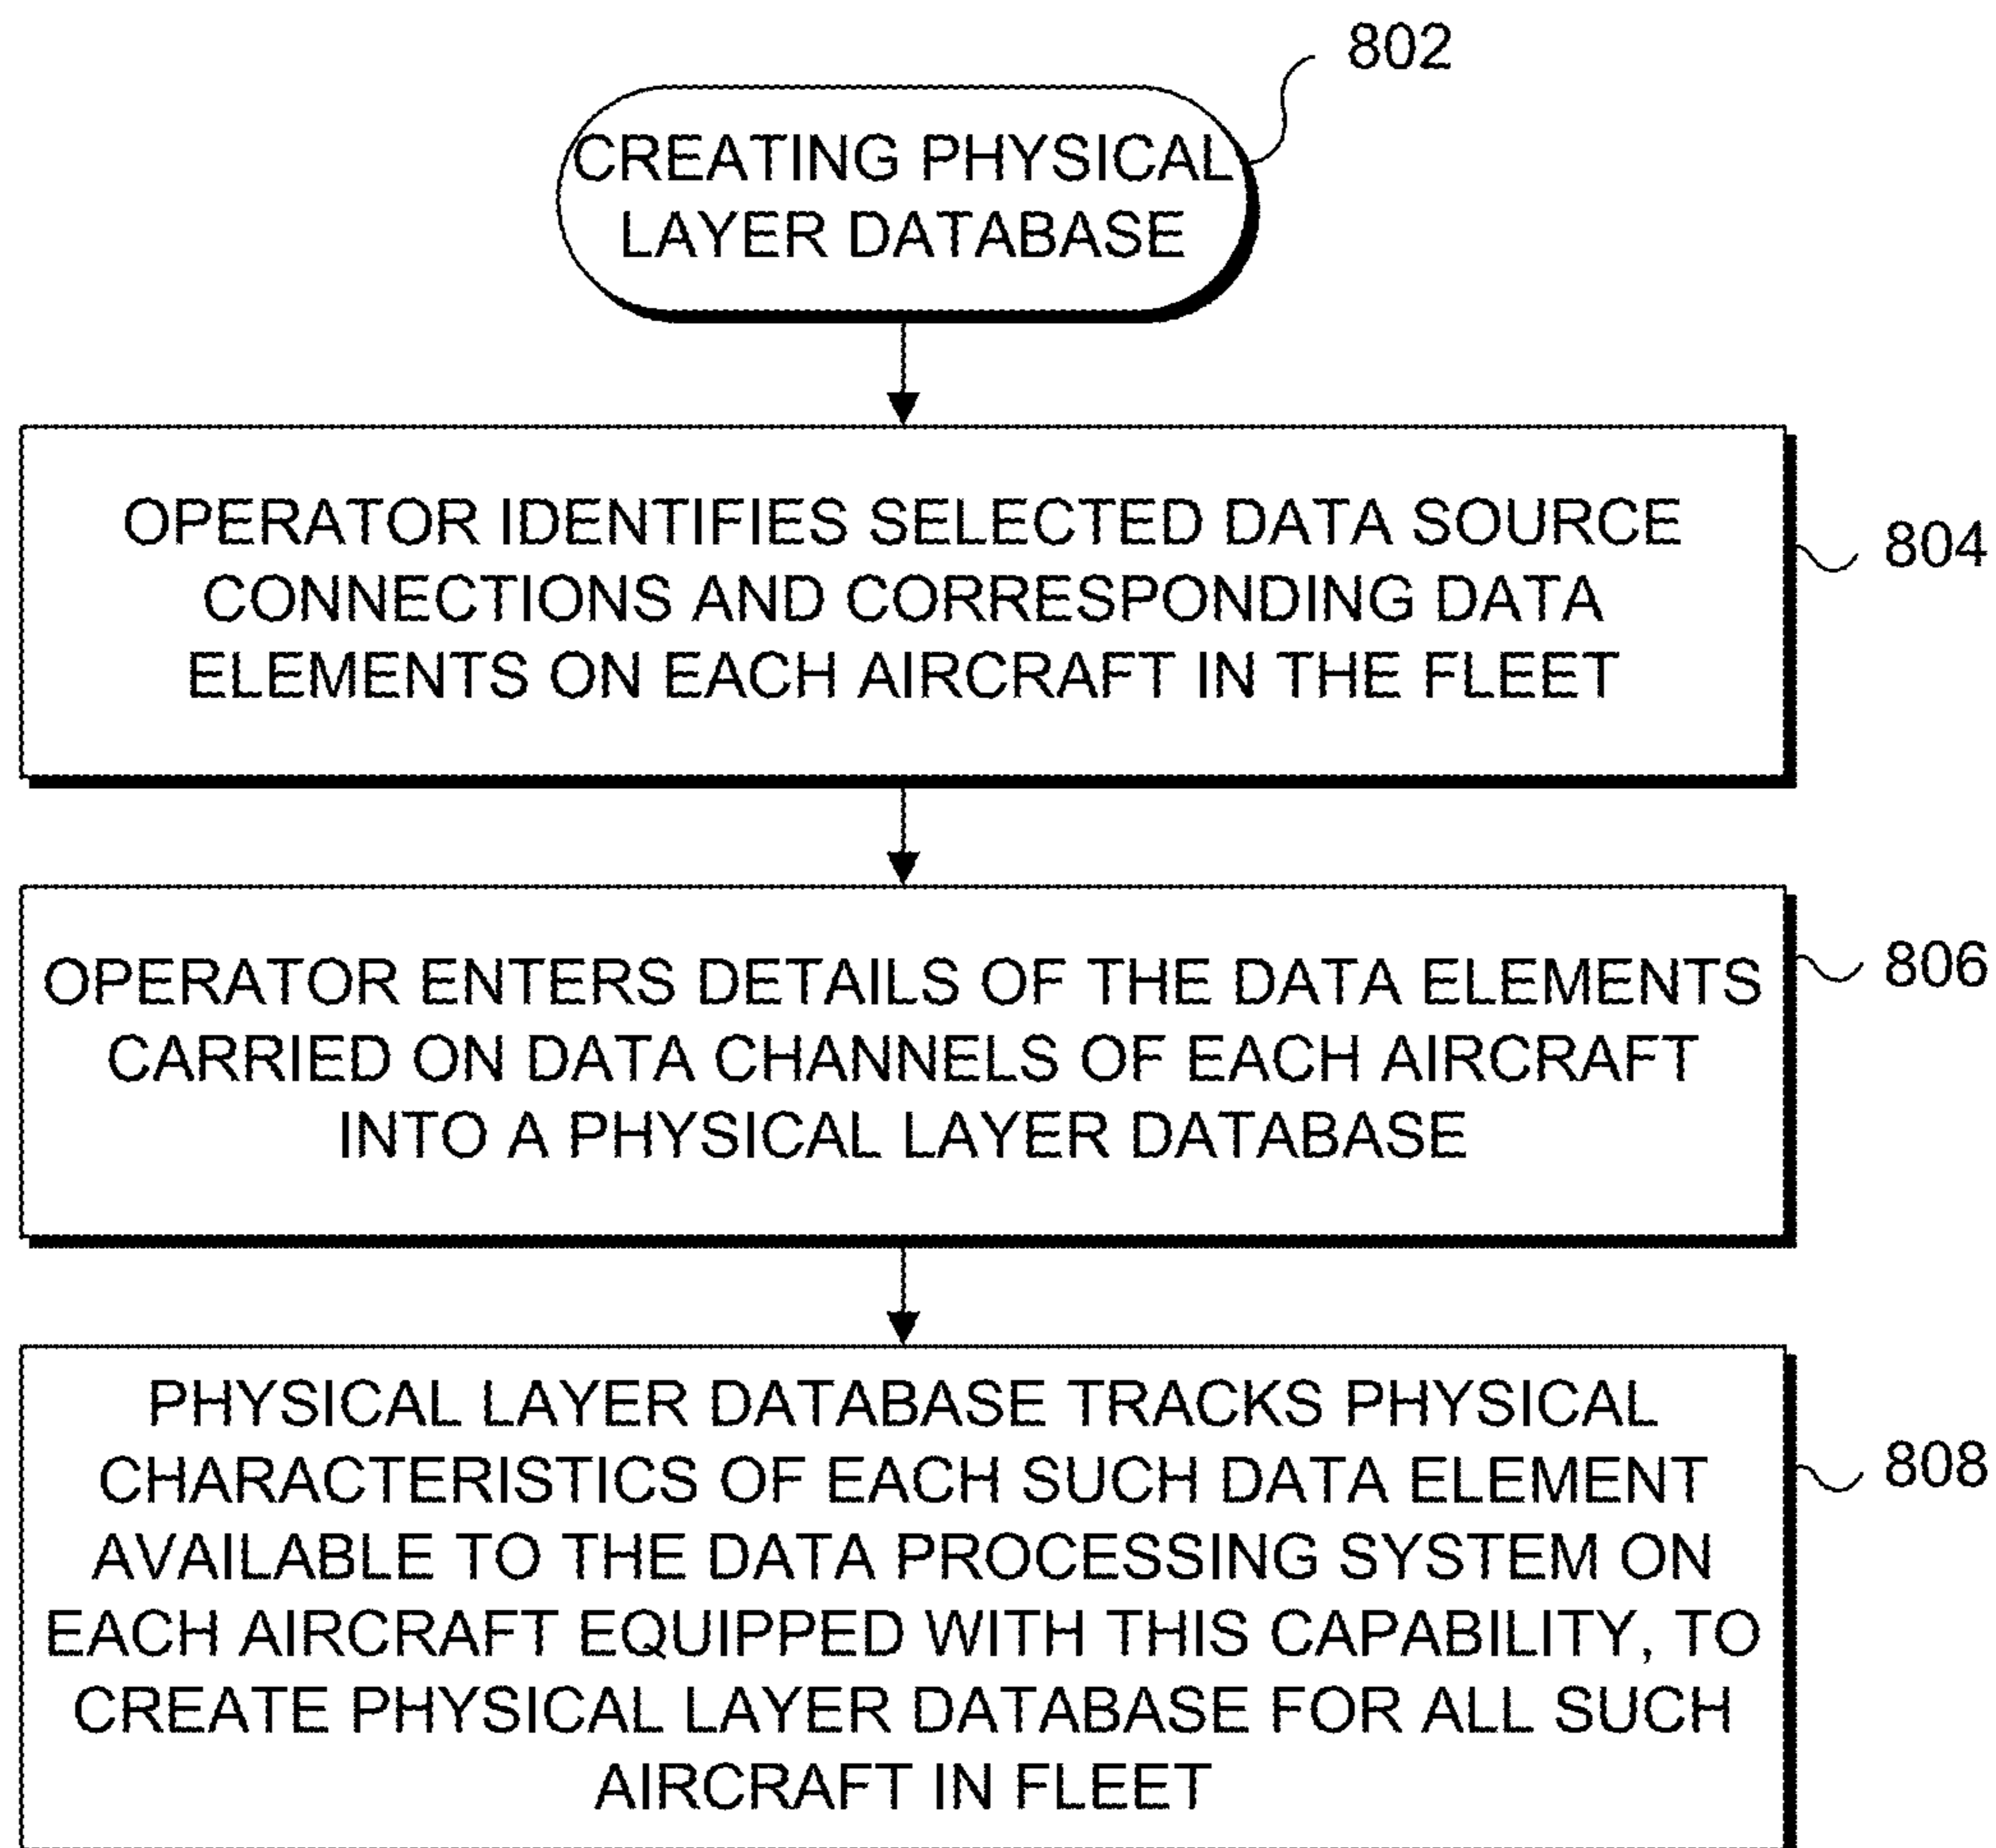 802
CREATING PHYSICAL
LAYER DATABASE
OPERATOR IDENTIFIES SELECTED DATA SOURCE
CONNECTIONS AND CORRESPONDING DATA
ELEMENTS ON EACH AIRCRAFT IN THE FLEET
804
OPERATOR ENTERS DETAILS OF THE DATA ELEMENTS
CARRIED ON DATA CHANNELS OF EACH AIRCRAFT
INTO A PHYSICAL LAYER DATABASE
806
PHYSICAL LAYER DATABASE TRACKS PHYSICAL
CHARACTERISTICS OF EACH SUCH DATA ELEMENT
AVAILABLE TO THE DATA PROCESSING SYSTEM ON
EACH AIRCRAFT EQUIPPED WITH THIS CAPABILITY, TO
CREATE PHYSICAL LAYER DATABASE FOR ALL SUCH
AIRCRAFT IN FLEET
808